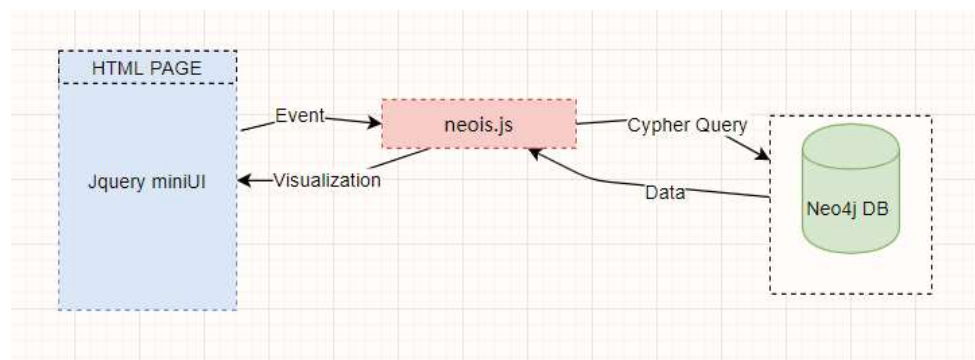 HTML PAGE
Jquery miniUI
Event
Visualization
neois.js
Cypher Query
Data
Neo4j DB